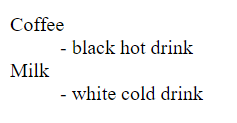 Coffee
- black hot drink
Milk
- white cold drink